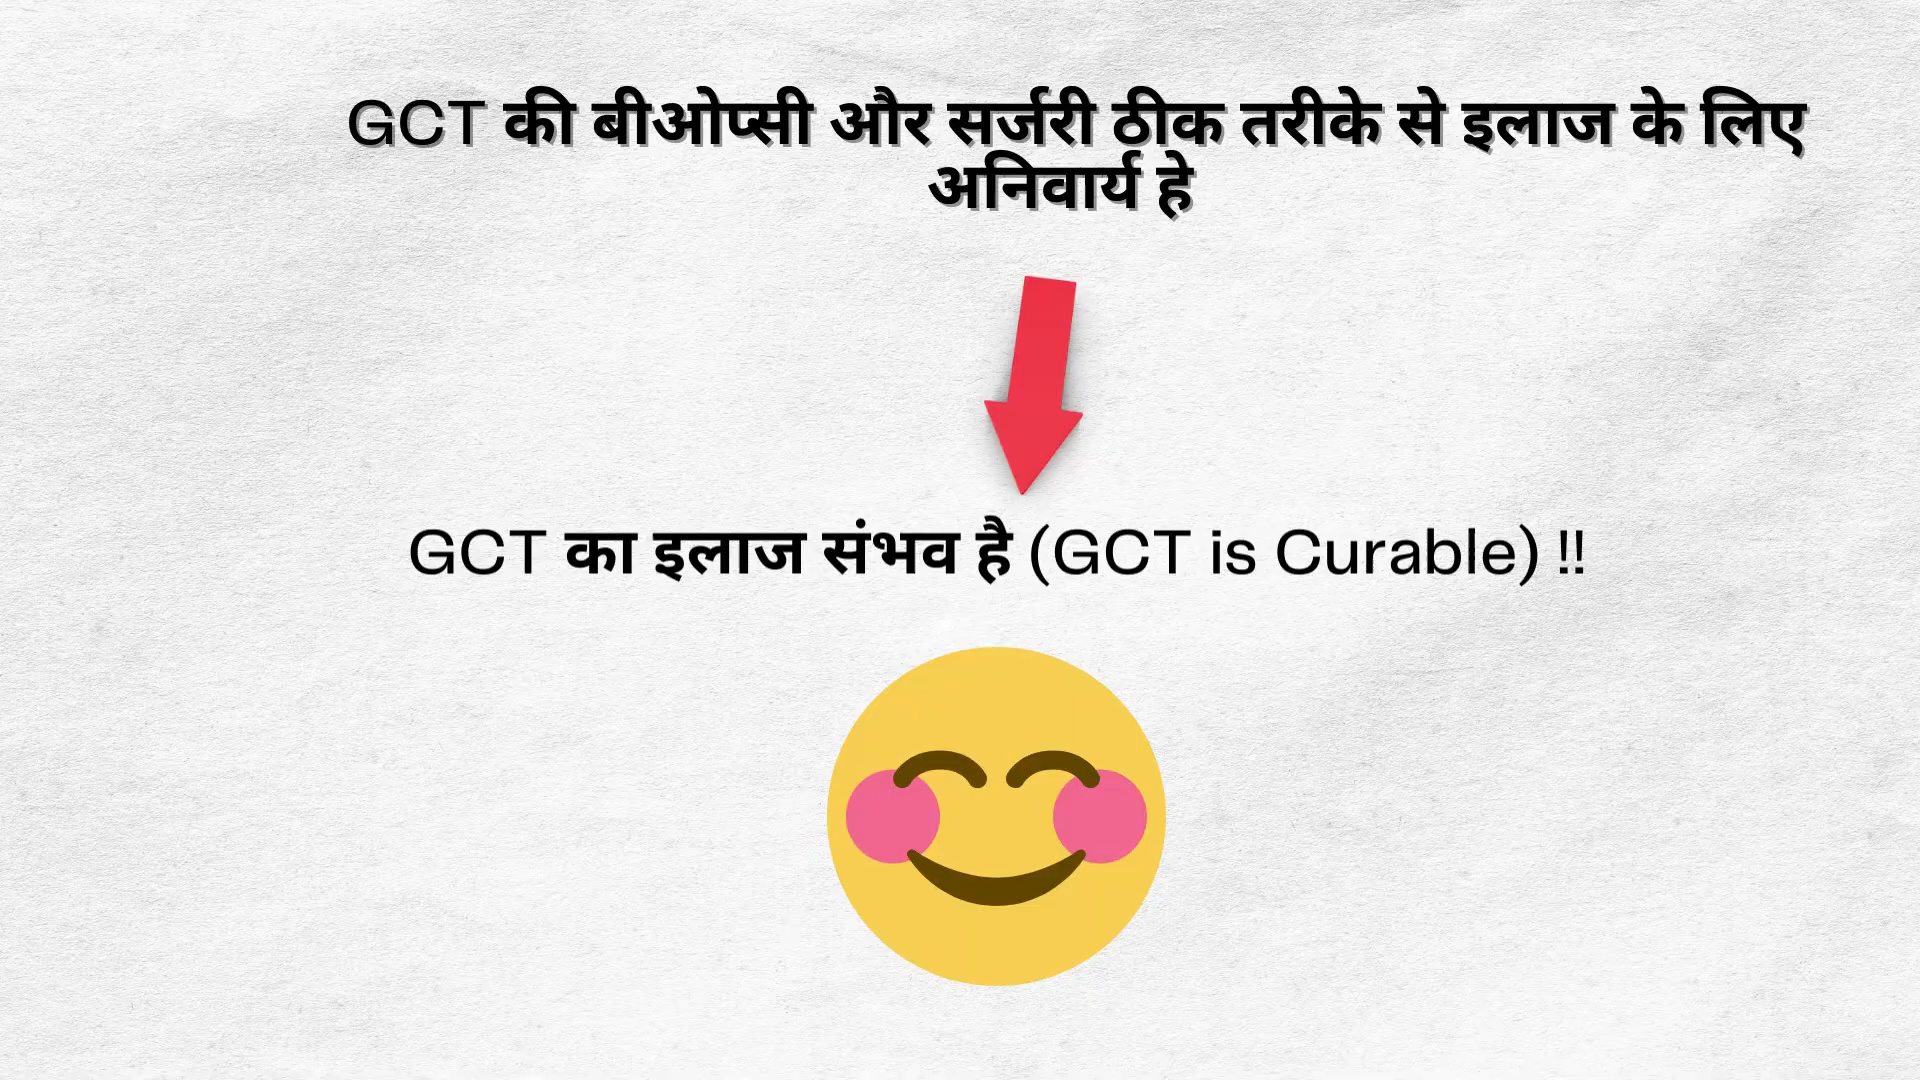 GCT की बीओप्सी और सर्जरी ठीक तरीके से इलाज के लिए
अनिवार्य हे
GCT का इलाज संभव है (GCT is Curable) !!